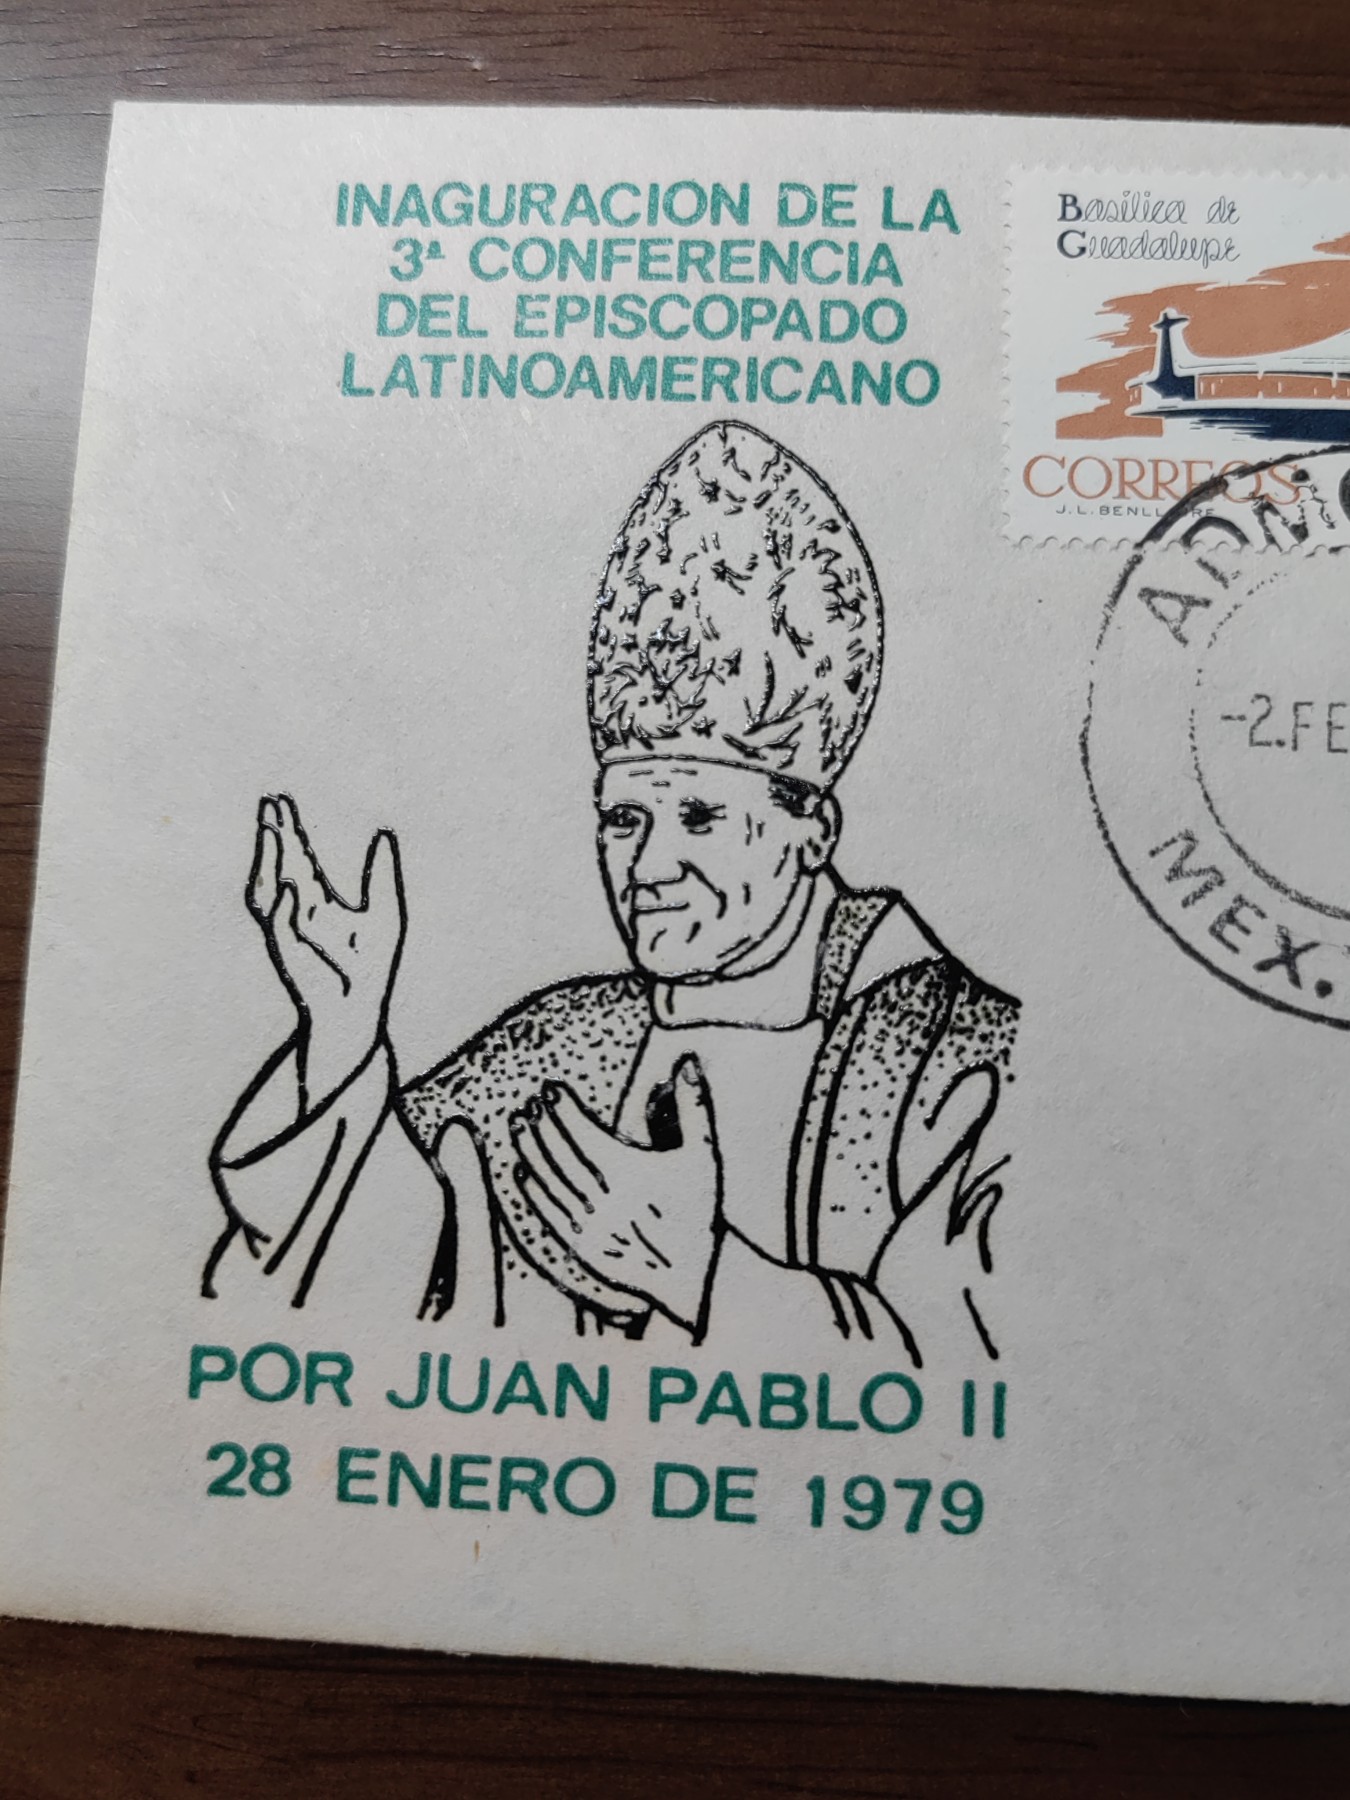 INAGURACION DE LA
3ª CONFERENCIA
DEL EPISCOPADO
LATINOAMERICANO
Basilica de
Guadalupe
CORREOS
ADMO
-2.FE
MEX.
POR JUAN PABLO II
28 ENERO DE 1979